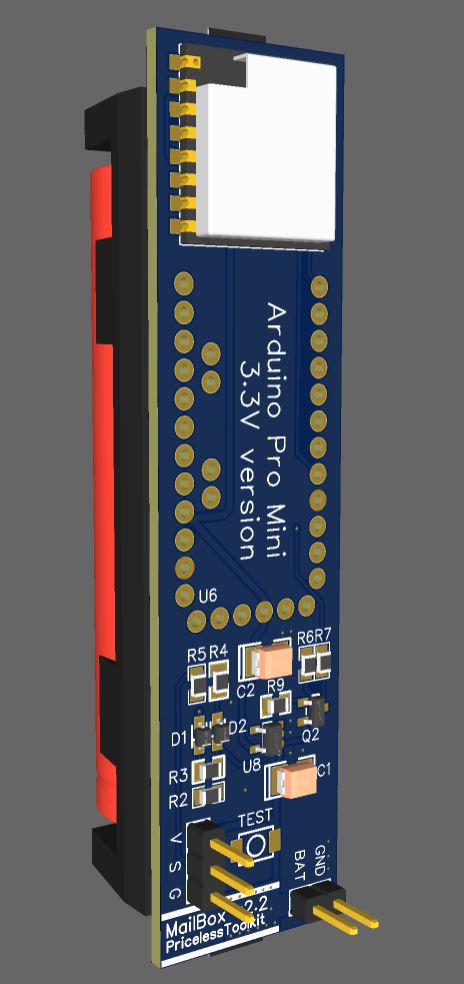 Arduino Pro Mini
3.3V version
U6
R5 R4
R6 R7
C2
R9
D1
D2
Q2
U8
R3
C1
R2
TEST
V
S
G
GND
BAT
MailBox 2.2
PricelessToolkit